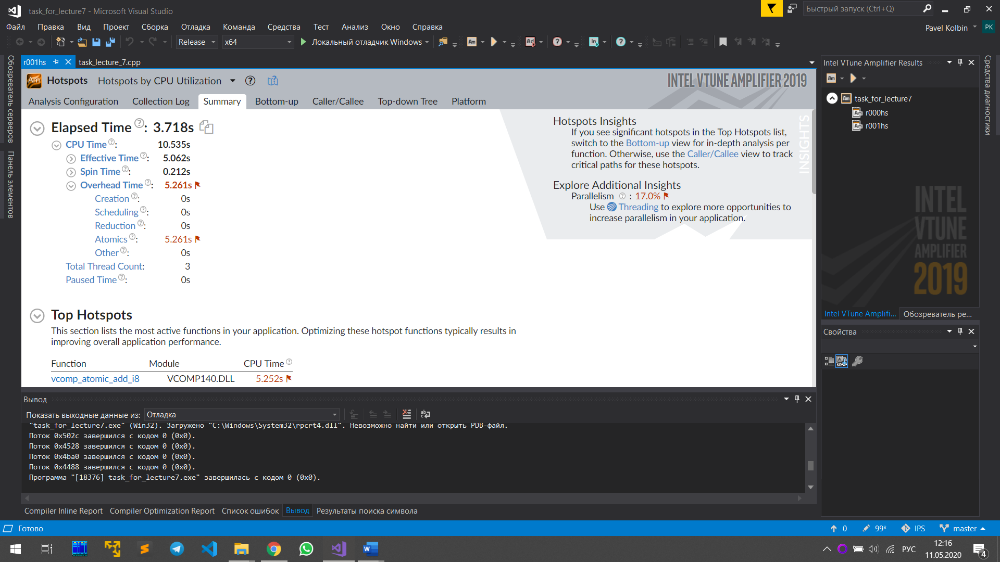 task_for_lecture7 - Microsoft Visual Studio
Быстрый запуск (Ctrl+Q)
Файл Правка Вид Проект Сборка Отладка Команда Средства Тест Анализ Окно Справка
Pavel Kolbin PK
Release x64 Локальный отладчик Windows
Обозреватель серверов
Панель элементов
r001hs task_lecture_7.cpp
Hotspots Hotspots by CPU Utilization
INTEL VTUNE AMPLIFIER 2019
Analysis Configuration Collection Log Summary Bottom-up Caller/Callee Top-down Tree Platform
Elapsed Time : 3.718s
CPU Time : 10.535s
Effective Time : 5.062s
Spin Time : 0.212s
Overhead Time : 5.261s
Creation : 0s
Scheduling : 0s
Reduction : 0s
Atomics : 5.261s
Other : 0s
Total Thread Count: 3
Paused Time : 0s
Hotspots Insights
If you see significant hotspots in the Top Hotspots list,
switch to the Bottom-up view for in-depth analysis per
function. Otherwise, use the Caller/Callee view to track
critical paths for these hotspots.
Explore Additional Insights
Parallelism : 17.0%
Use Threading to explore more opportunities to
increase parallelism in your application.
INSIGHTS
Top Hotspots
This section lists the most active functions in your application. Optimizing these hotspot functions typically results in
improving overall application performance.
Function Module CPU Time
vcomp_atomic_add_i8 VCOMP140.DLL 5.252s
Intel VTune Amplifier Results
task_for_lecture7
r000hs
r001hs
INTEL
VTUNE
AMPLIFIER
2019
Intel VTune Amplifi... Обозреватель ре...
Свойства
Средства диагностики
Вывод
Показать выходные данные из: Отладка
"task_for_lecture7.exe" (Win32). Загружено "C:\Windows\System32\rpcrt4.dll". Невозможно найти или открыть PDB-файл.
Поток 0x502c завершился с кодом 0 (0x0).
Поток 0x4528 завершился с кодом 0 (0x0).
Поток 0x4ba0 завершился с кодом 0 (0x0).
Поток 0x4488 завершился с кодом 0 (0x0).
Программа "[18376] task_for_lecture7.exe" завершилась с кодом 0 (0x0).
Compiler Inline Report Compiler Optimization Report Список ошибок Вывод Результаты поиска символа
Готово
0 99* IPS master
РУС
12:16
11.05.2020
4